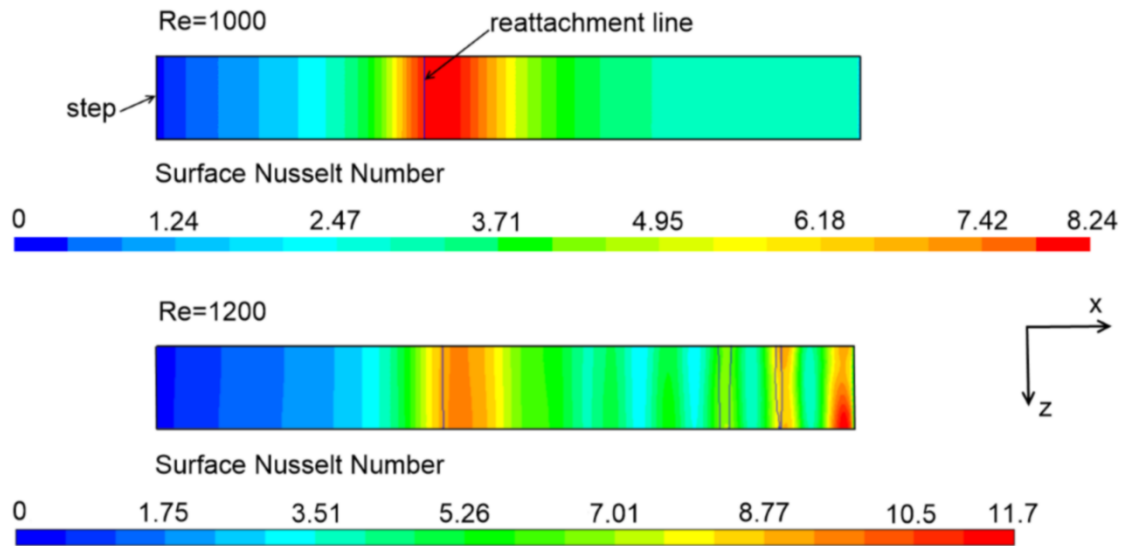 Re=1000
reattachment line
step
Surface Nusselt Number
0 1.24 2.47 3.71 4.95 6.18 7.42 8.24
Re=1200
x
z
Surface Nusselt Number
0 1.75 3.51 5.26 7.01 8.77 10.5 11.7